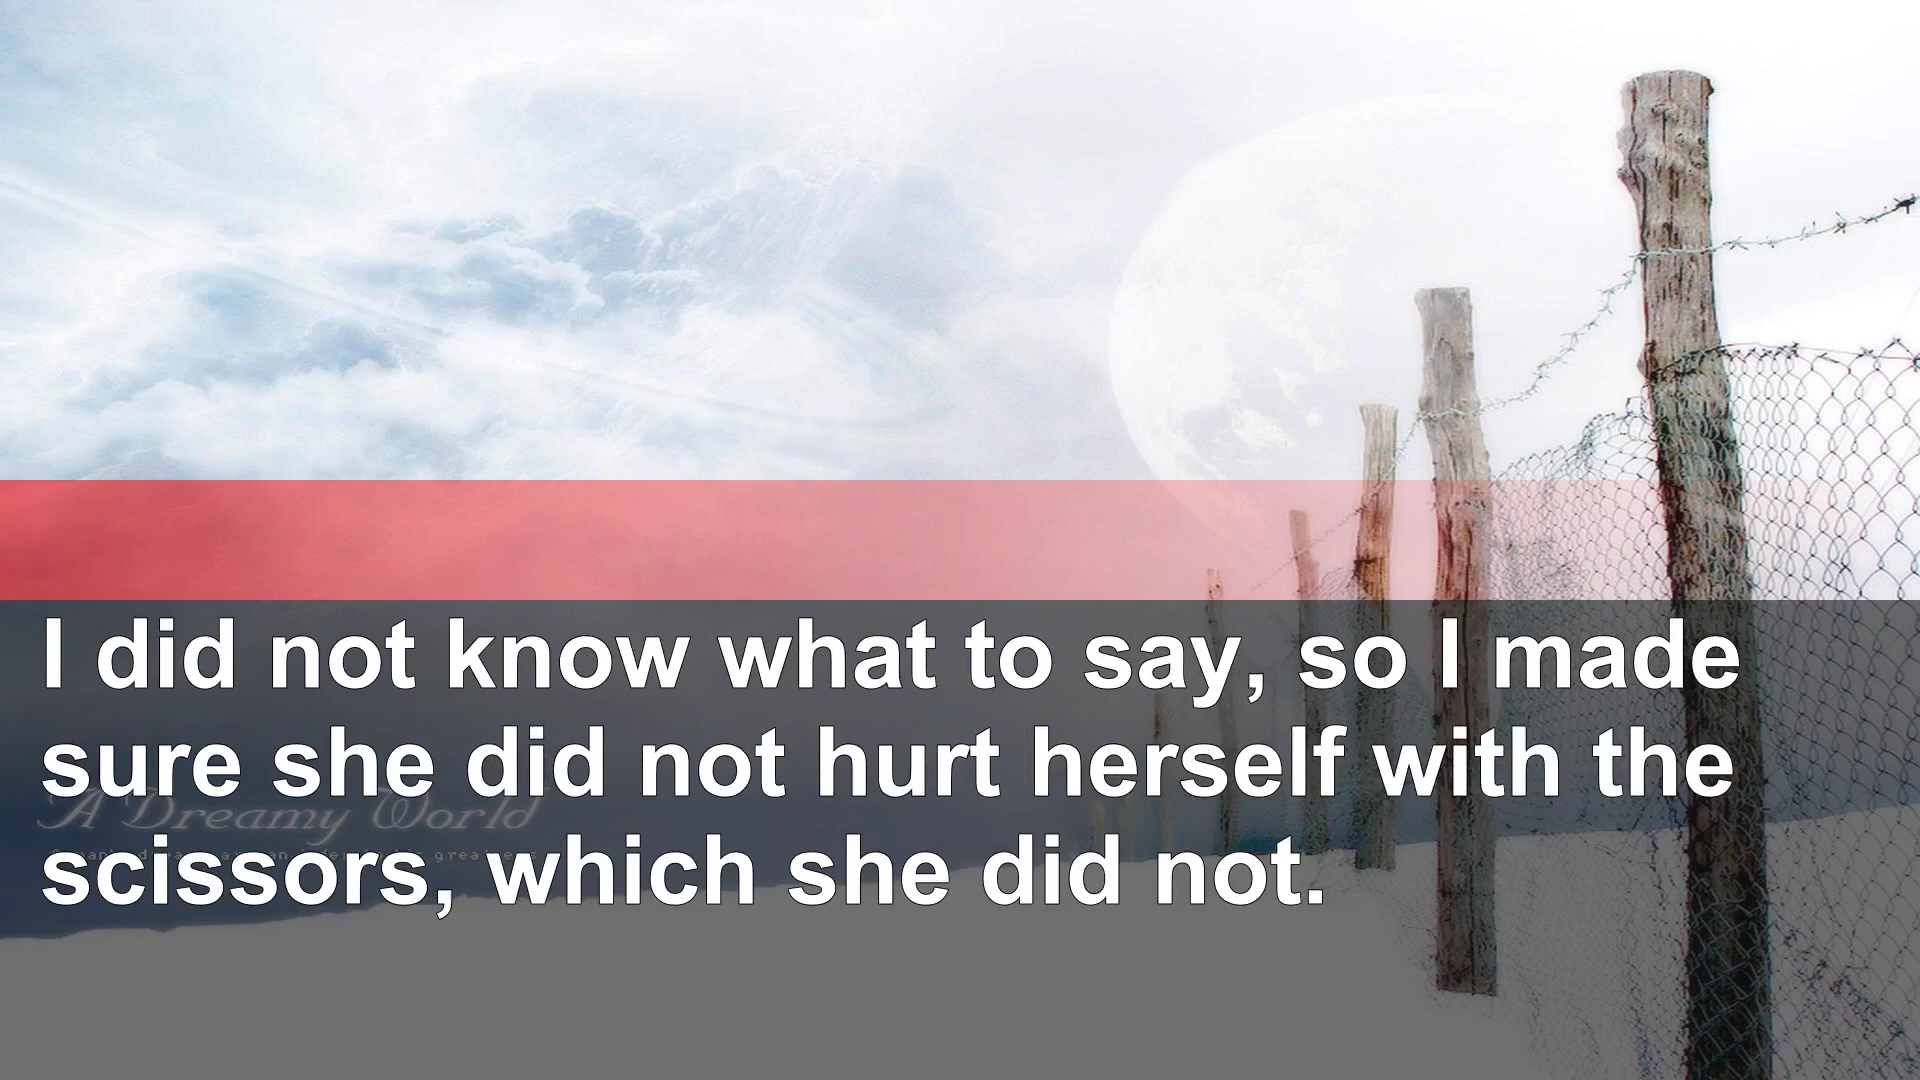 I did not know what to say, so I made
sure she did not hurt herself with the
A Dreamy World
scissors, which she did not.